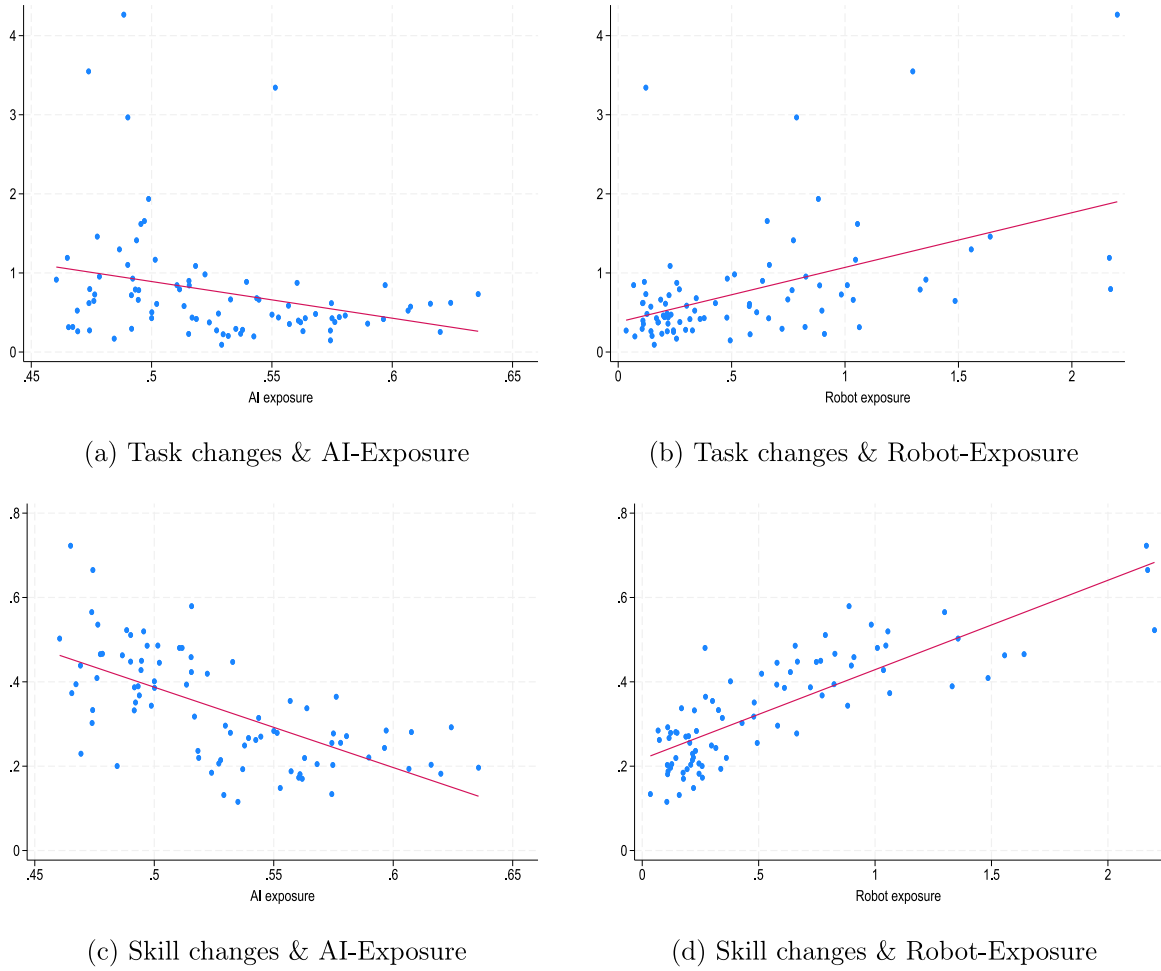 4
3
2
1
0
.45 .5 .55 .6 .65
AI exposure
(a) Task changes & AI-Exposure
4
3
2
1
0
0 .5 1 1.5 2
Robot exposure
(b) Task changes & Robot-Exposure
.8
.6
.4
.2
0
.45 .5 .55 .6 .65
AI exposure
(c) Skill changes & AI-Exposure
.8
.6
.4
.2
0
0 .5 1 1.5 2
Robot exposure
(d) Skill changes & Robot-Exposure